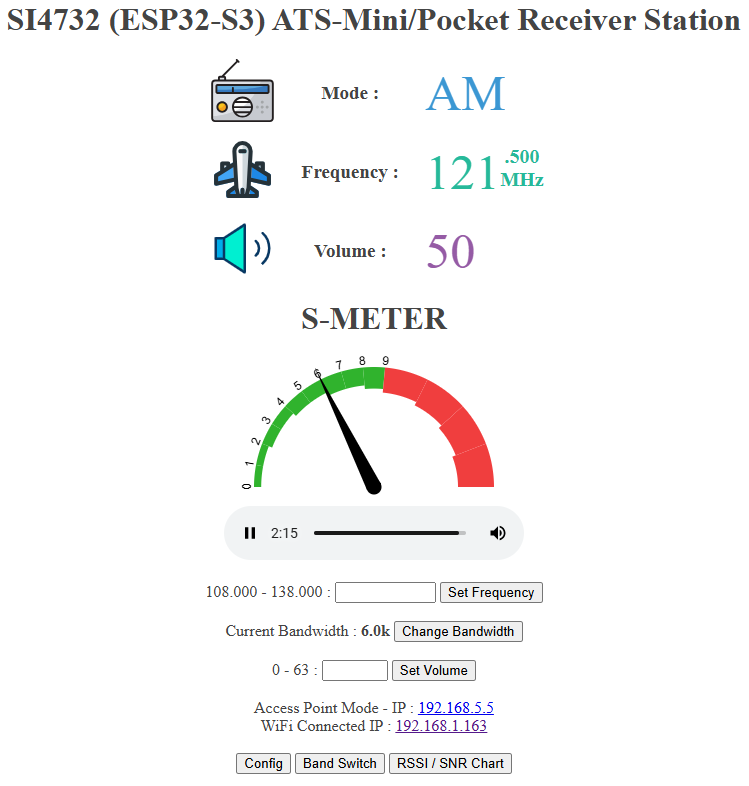 SI4732 (ESP32-S3) ATS-Mini/Pocket Receiver Station
Mode : AM
Frequency : 121 .500 MHz
Volume : 50
S-METER
0 1 2 3 4 5 6 7 8 9
2:15
108.000 - 138.000 : Set Frequency
Current Bandwidth : 6.0k Change Bandwidth
0 - 63 : Set Volume
Access Point Mode - IP : 192.168.5.5
WiFi Connected IP : 192.168.1.163
Config Band Switch RSSI / SNR Chart